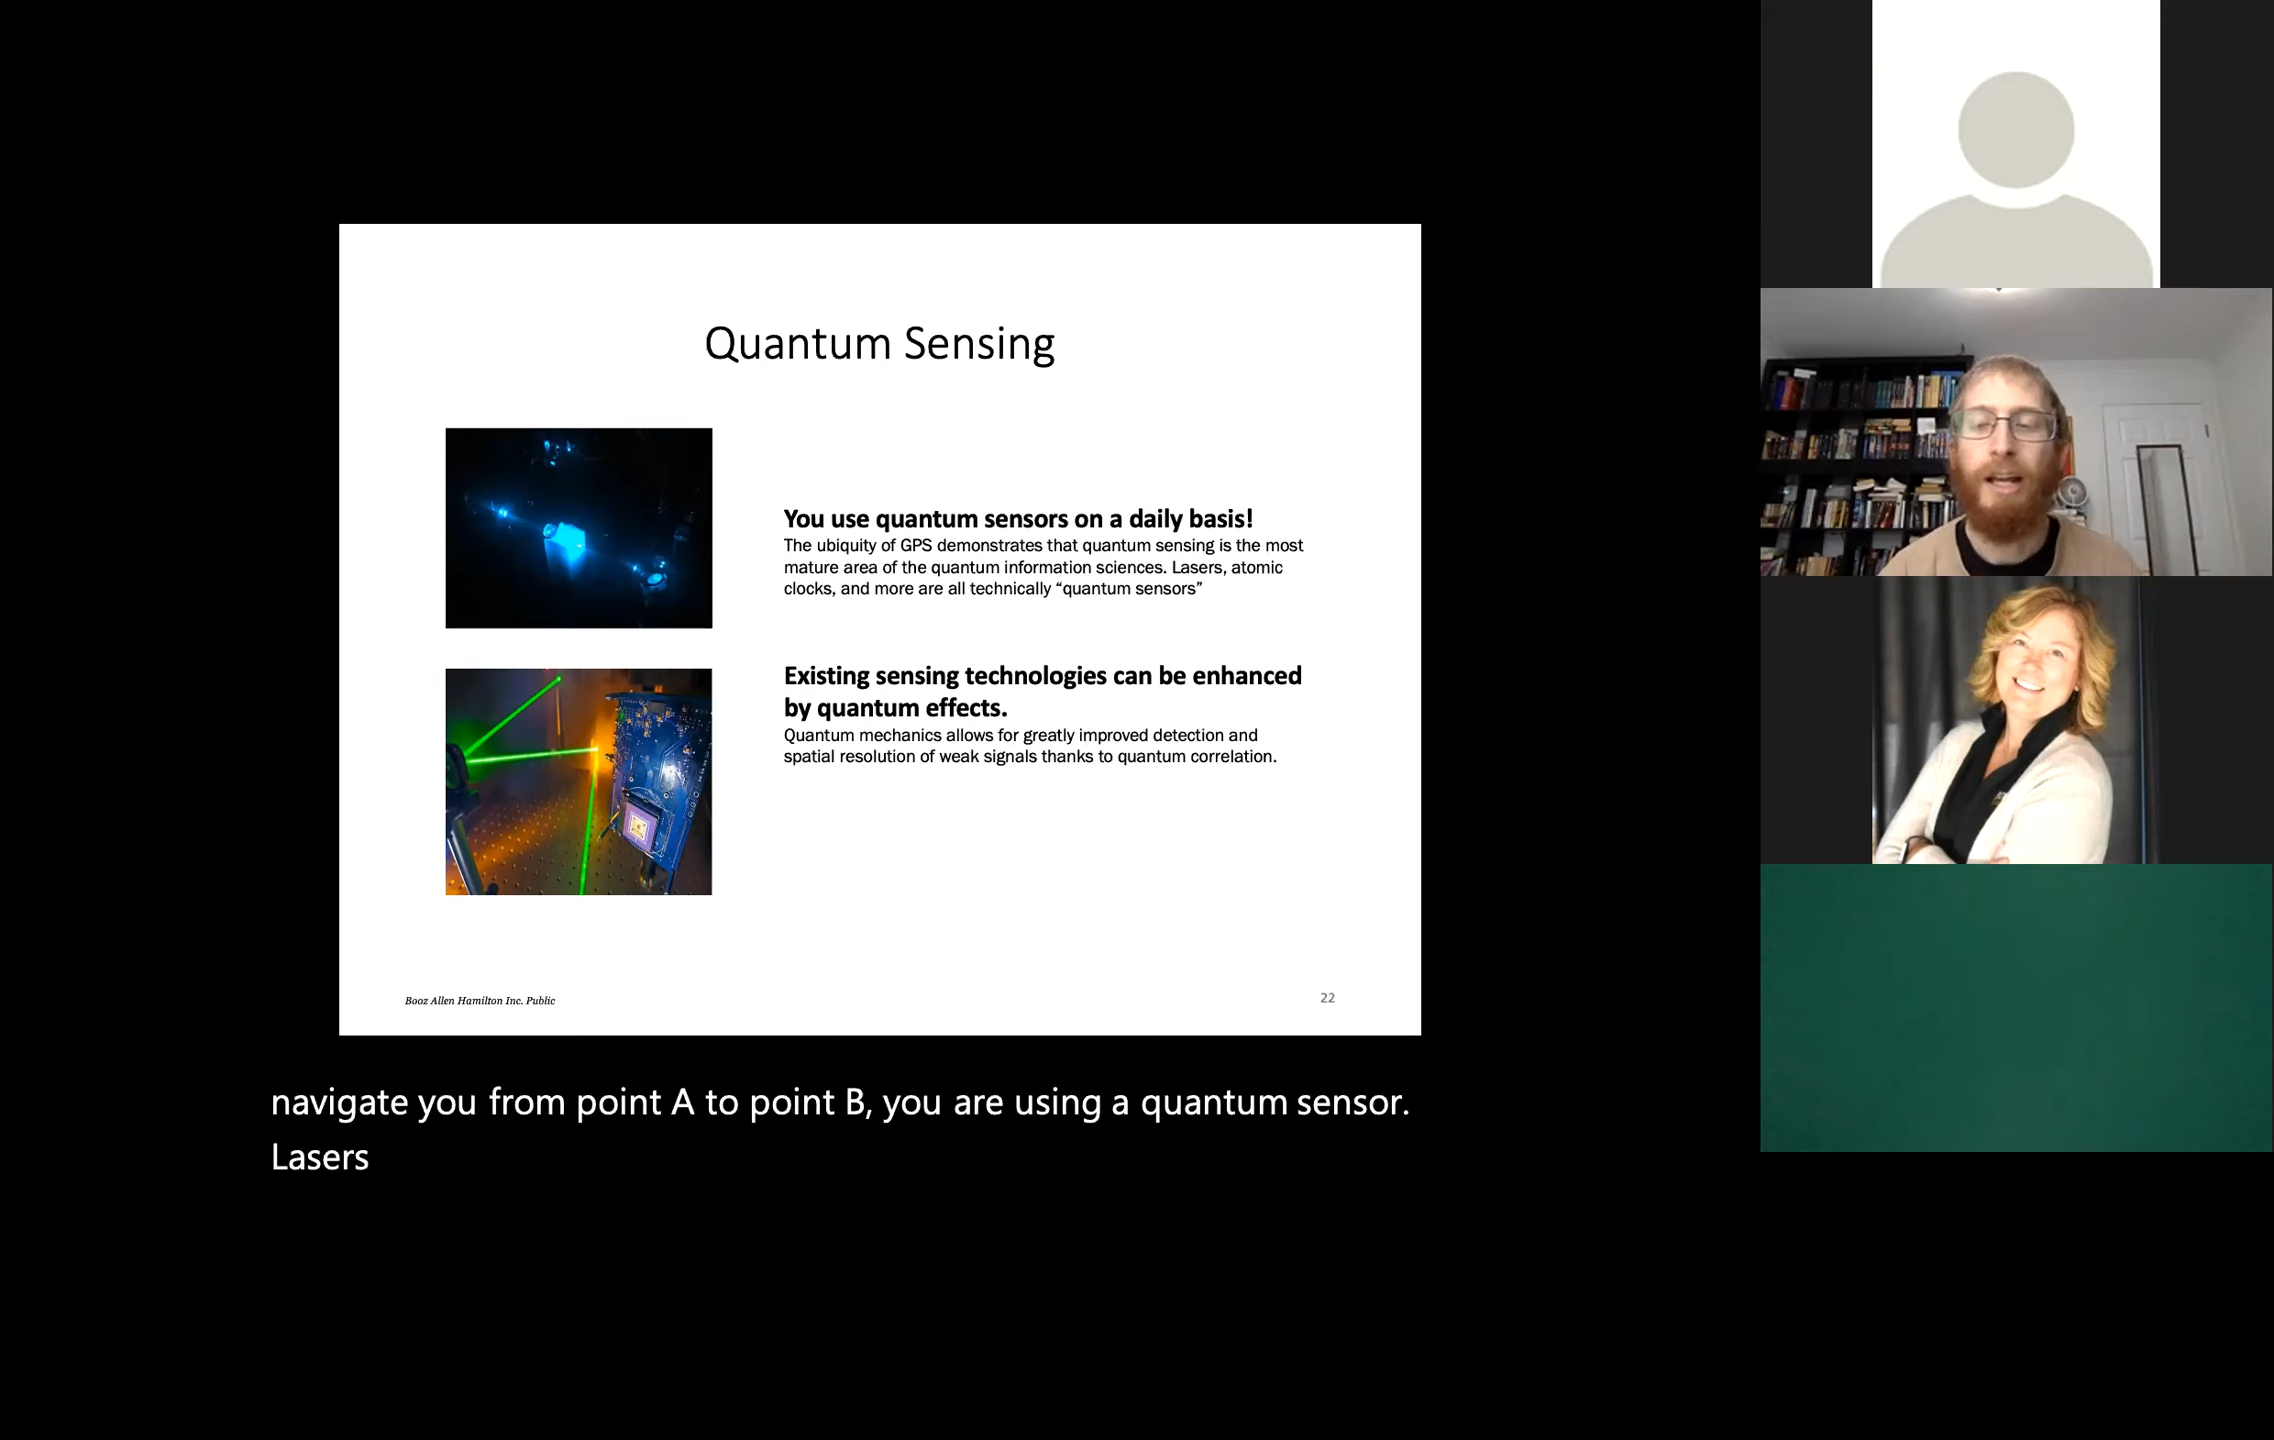 Quantum Sensing
You use quantum sensors on a daily basis!
The ubiquity of GPS demonstrates that quantum sensing is the most
mature area of the quantum information sciences. Lasers, atomic
clocks, and more are all technically “quantum sensors”
Existing sensing technologies can be enhanced
by quantum effects.
Quantum mechanics allows for greatly improved detection and
spatial resolution of weak signals thanks to quantum correlation.
Booz Allen Hamilton Inc. Public
22
navigate you from point A to point B, you are using a quantum sensor.
Lasers